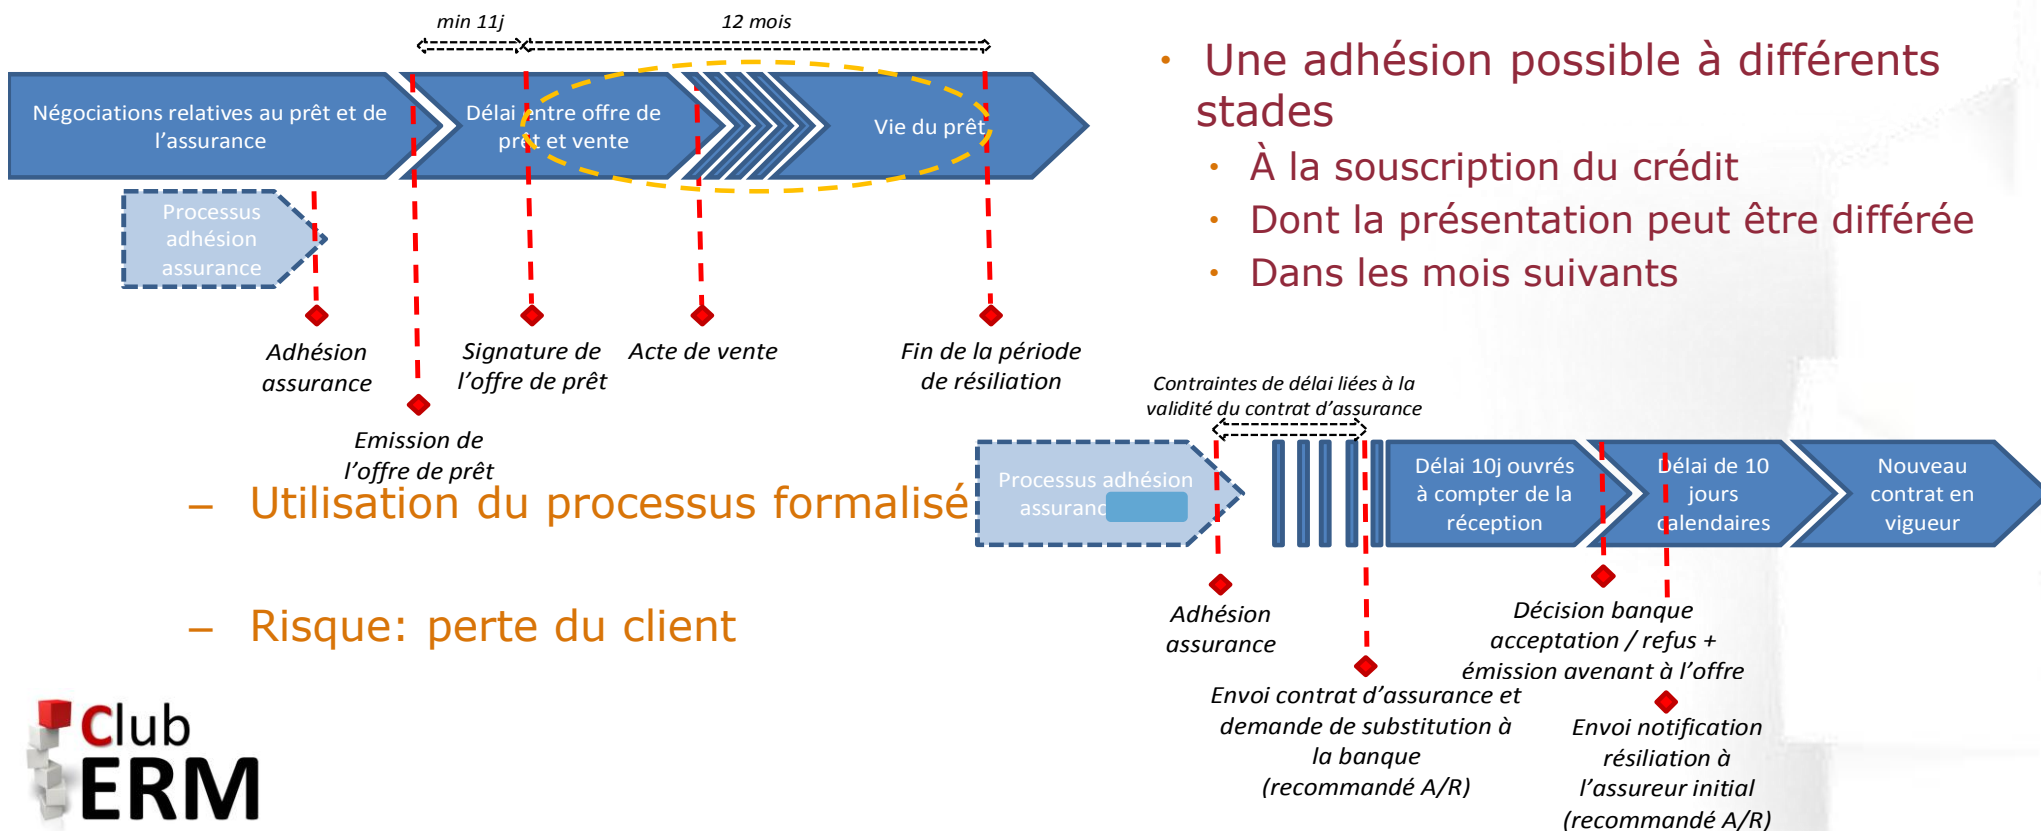 min 11j
12 mois
Négociations relatives au prêt et de
l'assurance
Délai entre offre de
prêt et vente
Vie du prêt
Processus
adhésion
assurance
Adhésion
assurance
Emission de
l'offre de prêt
Signature de
l'offre de prêt
Acte de vente
Fin de la période
de résiliation
• Une adhésion possible à différents
stades
• À la souscription du crédit
• Dont la présentation peut être différée
• Dans les mois suivants
– Utilisation du processus formalisé
– Risque: perte du client
Contraintes de délai liées à la
validité du contrat d'assurance
Processus adhésion
Délai 10j ouvrés
à compter de la
réception
Délai de 10
jours
calendaires
Nouveau
contrat en
vigueur
Adhésion
assurance
Envoi contrat d'assurance et
demande de substitution à
la banque
(recommandé A/R)
Décision banque
acceptation / refus +
émission avenant à l'offre
Envoi notification
résiliation à
l'assureur initial
(recommandé A/R)
Club
ERM